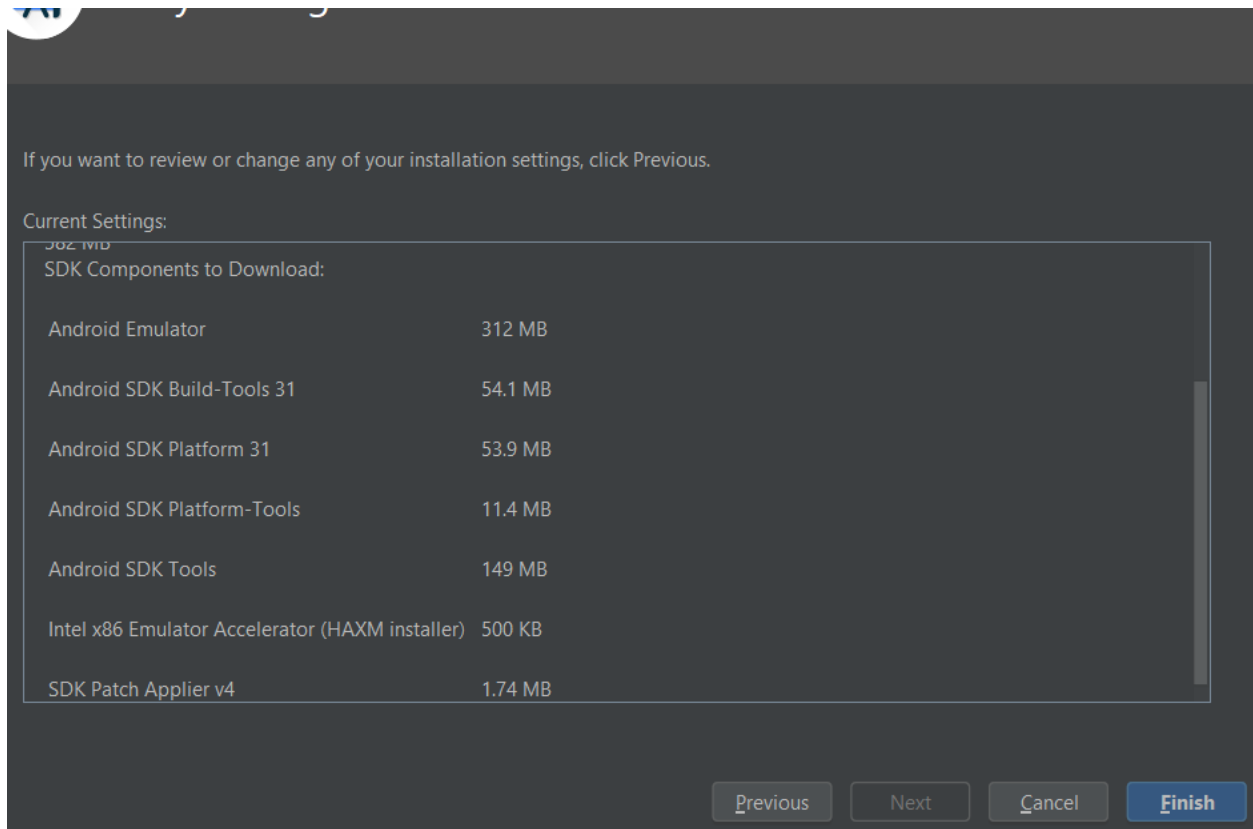 If you want to review or change any of your installation settings, click Previous.
Current Settings:
582 MB
SDK Components to Download:
Android Emulator 312 MB
Android SDK Build-Tools 31 54.1 MB
Android SDK Platform 31 53.9 MB
Android SDK Platform-Tools 11.4 MB
Android SDK Tools 149 MB
Intel x86 Emulator Accelerator (HAXM installer) 500 KB
SDK Patch Applier v4 1.74 MB
Previous Next Cancel Finish